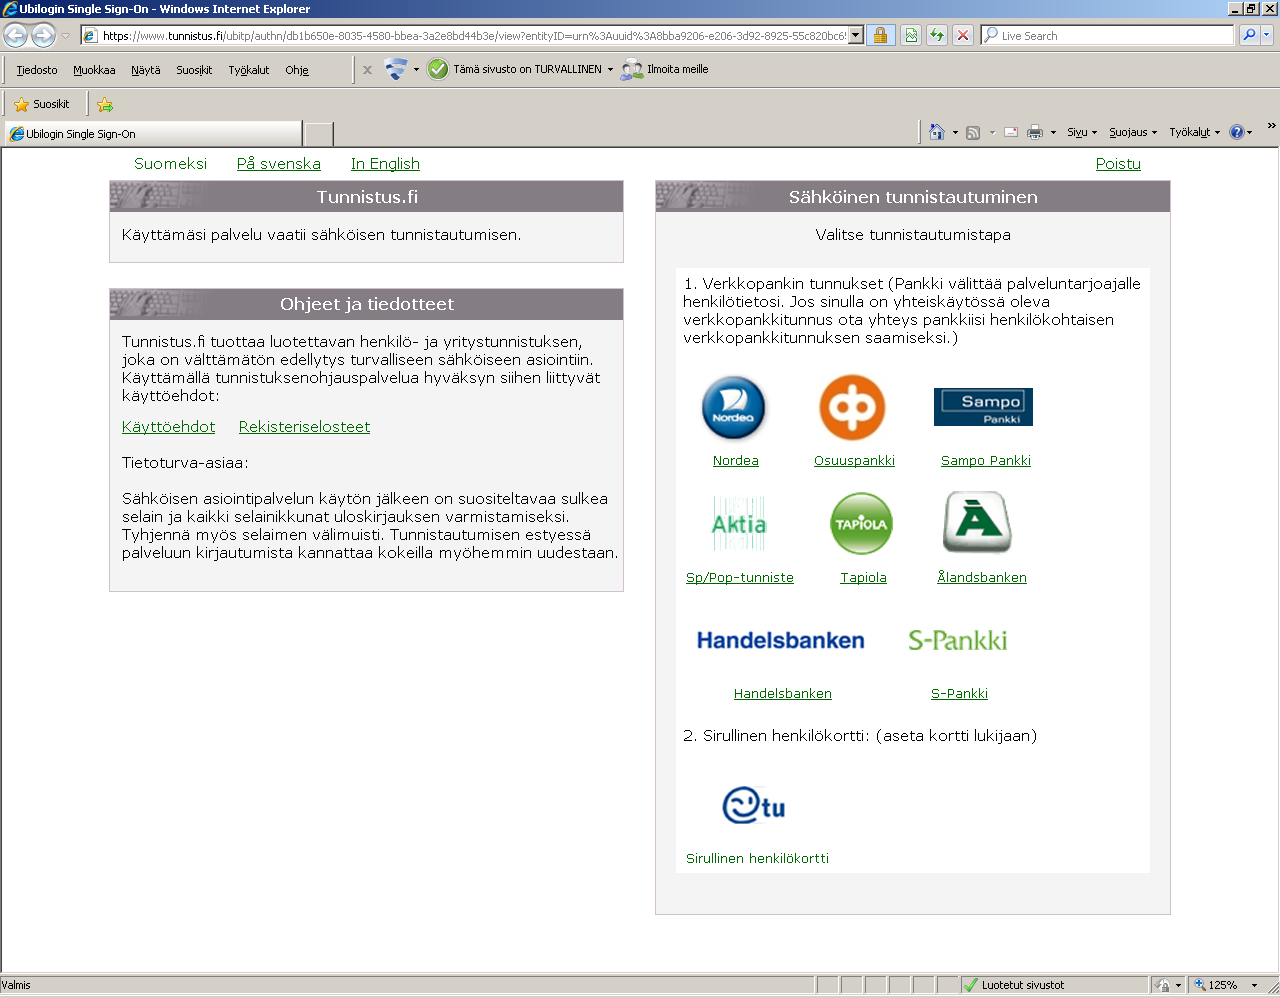 Ubilogin Single Sign-On - Windows Internet Explorer
https://www.tunnistus.fi/ubitp/authn/db1b650e-8035-4580-bbea-3a2e8bd44b3e/view?entityID=urn%3Auuid%3A8bba9206-e206-3d92-8925-55c820bc6
Live Search
Tiedosto Muokkaa Näytä Suosikit Työkalut Ohje
x
Tämä sivusto on TURVALLINEN
Ilmoita meille
Suosikit
Ubilogin Single Sign-On
Sivu Suojaus Työkalut
Suomeksi På svenska In English Poistu
Tunnistus.fi
Käyttämäsi palvelu vaatii sähköisen tunnistautumisen.
Ohjeet ja tiedotteet
Tunnistus.fi tuottaa luotettavan henkilö- ja yritystunnistuksen,
joka on välttämätön edellytys turvalliseen sähköiseen asiointiin.
Käyttämällä tunnistuksenohjauspalvelua hyväksyn siihen liittyvät
käyttöehdot:
Käyttöehdot Rekisteriselosteet
Tietoturva-asiaa:
Sähköisen asiointipalvelun käytön jälkeen on suositeltavaa sulkea
selain ja kaikki selainikkunat uloskirjauksen varmistamiseksi.
Tyhjennä myös selaimen välimuisti. Tunnistautumisen estyessä
palveluun kirjautumista kannattaa kokeilla myöhemmin uudestaan.
Sähköinen tunnistautuminen
Valitse tunnistautumistapa
1. Verkkopankin tunnukset (Pankki välittää palveluntarjoajalle
henkilötietosi. Jos sinulla on yhteiskäytössä oleva
verkkopankkitunnus ota yhteys pankkiisi henkilökohtaisen
verkkopankkitunnuksen saamiseksi.)
Nordea
Sampo
Pankki
Nordea Osuuspankki Sampo Pankki
Aktia TAPIOLA Å
Sp/Pop-tunniste Tapiola Ålandsbanken
Handelsbanken S-Pankki
Handelsbanken S-Pankki
2. Sirullinen henkilökortti: (aseta kortti lukijaan)
tu
Sirullinen henkilökortti
Valmis
Luotetut sivustot
125%